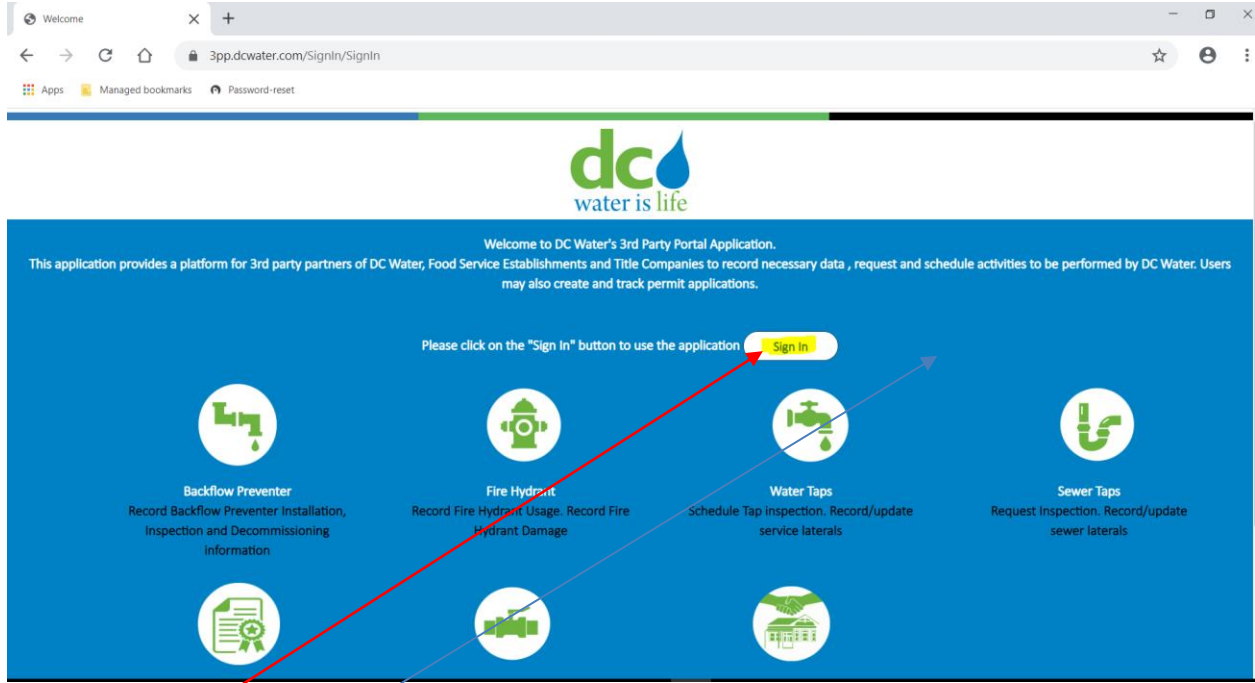 Welcome
3pp.dcwater.com/SignIn/SignIn
Apps Managed bookmarks Password-reset
dc
water is life
Welcome to DC Water's 3rd Party Portal Application.
This application provides a platform for 3rd party partners of DC Water, Food Service Establishments and Title Companies to record necessary data , request and schedule activities to be performed by DC Water. Users
may also create and track permit applications.
Please click on the "Sign In" button to use the application Sign In
Backflow Preventer
Record Backflow Preventer Installation,
Inspection and Decommissioning
information
Fire Hydrant
Record Fire Hydrant Usage. Record Fire
Hydrant Damage
Water Taps
Schedule Tap inspection. Record/update
service laterals
Sewer Taps
Request Inspection. Record/update
sewer laterals